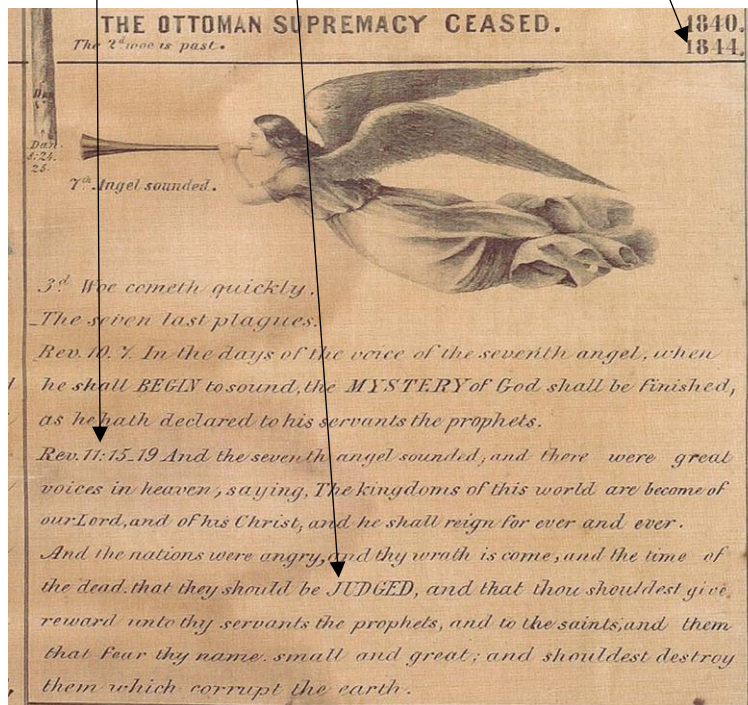 THE OTTOMAN SUPREMACY CEASED. 1840.
The 2d woe is past. 1844.
Dan.
8:24.
25.
7th Angel sounded.
3d Woe cometh quickly.
The seven last plagues.
Rev. 10. 7. In the days of the voice of the seventh angel, when
he shall BEGIN to sound, the MYSTERY of God shall be finished,
as he hath declared to his servants the prophets.
Rev. 11:15-19 And the seventh angel sounded; and there were great
voices in heaven, saying, The kingdoms of this world are become of
our Lord, and of his Christ, and he shall reign for ever and ever.
And the nations were angry, and thy wrath is come, and the time of
the dead. that they should be JUDGED, and that thou shouldest give
reward unto thy servants the prophets, and to the saints, and them
that fear thy name. small and great; and shouldest destroy
them which corrupt the earth.